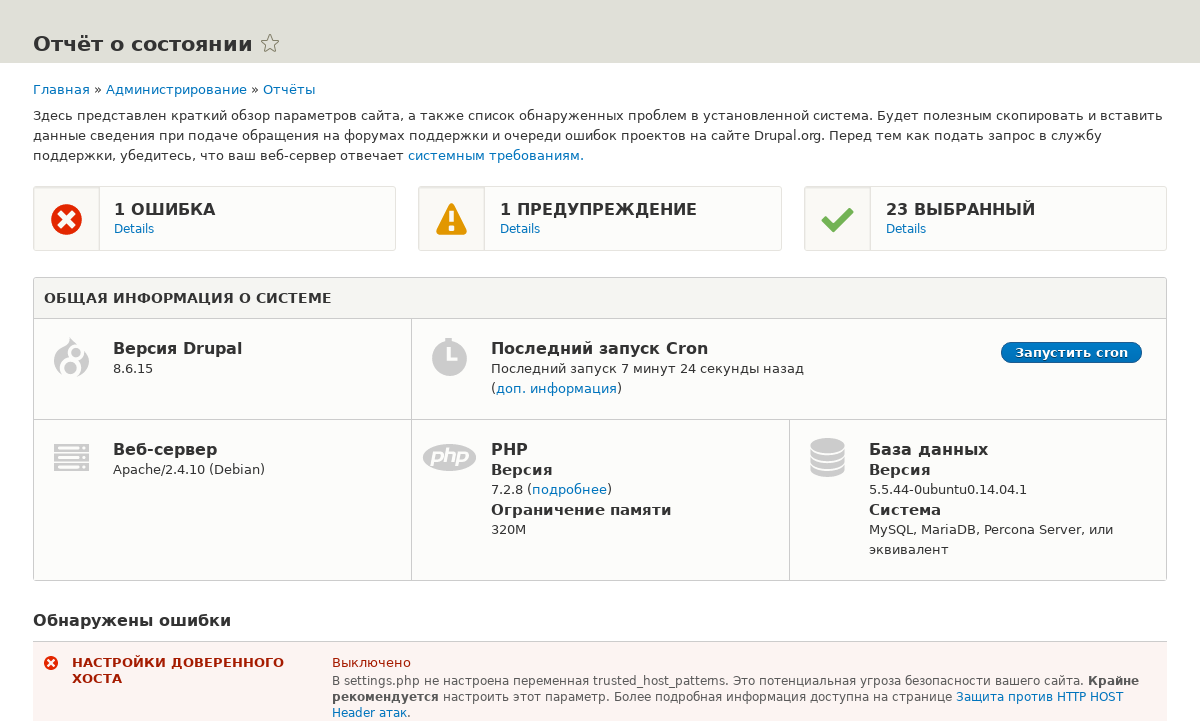 Отчёт о состоянии
Главная » Администрирование » Отчёты
Здесь представлен краткий обзор параметров сайта, а также список обнаруженных проблем в установленной система. Будет полезным скопировать и вставить
данные сведения при подаче обращения на форумах поддержки и очереди ошибок проектов на сайте Drupal.org. Перед тем как подать запрос в службу
поддержки, убедитесь, что ваш веб-сервер отвечает системным требованиям.
1 ОШИБКА
Details
1 ПРЕДУПРЕЖДЕНИЕ
Details
23 ВЫБРАННЫЙ
Details
ОБЩАЯ ИНФОРМАЦИЯ О СИСТЕМЕ
Версия Drupal
8.6.15
Последний запуск Cron
Последний запуск 7 минут 24 секунды назад
(доп. информация)
Запустить cron
Веб-сервер
Apache/2.4.10 (Debian)
php
PHP
Версия
7.2.8 (подробнее)
Ограничение памяти
320M
База данных
Версия
5.5.44-0ubuntu0.14.04.1
Система
MySQL, MariaDB, Percona Server, или
эквивалент
Обнаружены ошибки
НАСТРОЙКИ ДОВЕРЕННОГО
ХОСТА
Выключено
В settings.php не настроена переменная trusted_host_patterns. Это потенциальная угроза безопасности вашего сайта. Крайне
рекомендуется настроить этот параметр. Более подробная информация доступна на странице Защита против HTTP HOST
Header атак.